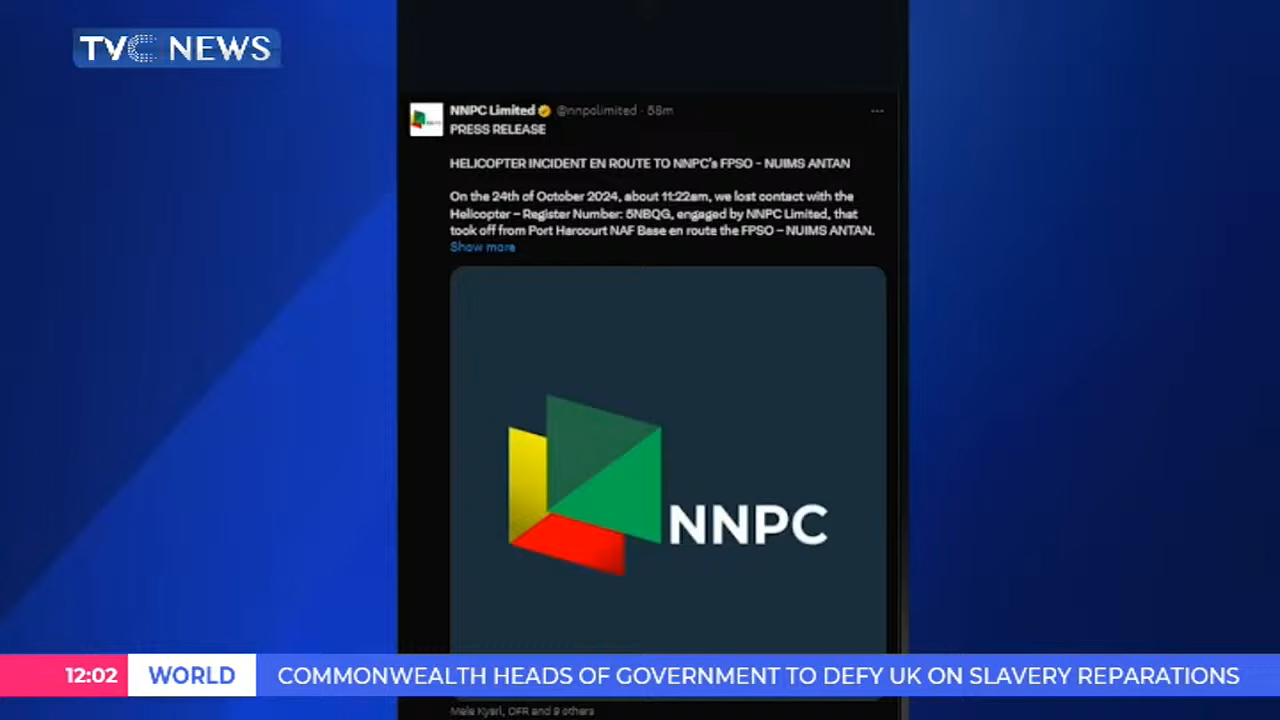 TVC NEWS
NNPC Limited @nnpclimited · 58m
PRESS RELEASE
HELICOPTER INCIDENT EN ROUTE TO NNPC's FPSO - NUIMS ANTAN
On the 24th of October 2024, about 11:22am, we lost contact with the
Helicopter – Register Number: 5NBQG, engaged by NNPC Limited, that
took off from Port Harcourt NAF Base en route the FPSO – NUIMS ANTAN.
Show more
NNPC
12:02 WORLD COMMONWEALTH HEADS OF GOVERNMENT TO DEFY UK ON SLAVERY REPARATIONS
Mele Kyari, OFR and 9 others